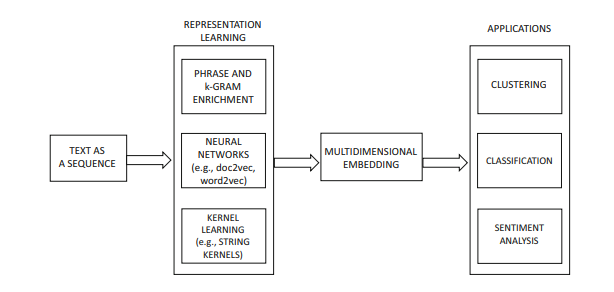 REPRESENTATION
LEARNING
APPLICATIONS
PHRASE AND
k-GRAM
ENRICHMENT
CLUSTERING
TEXT AS
A SEQUENCE
NEURAL
NETWORKS
(e.g., doc2vec,
word2vec)
MULTIDIMENSIONAL
EMBEDDING
CLASSIFICATION
KERNEL
LEARNING
(e.g., STRING
KERNELS)
SENTIMENT
ANALYSIS